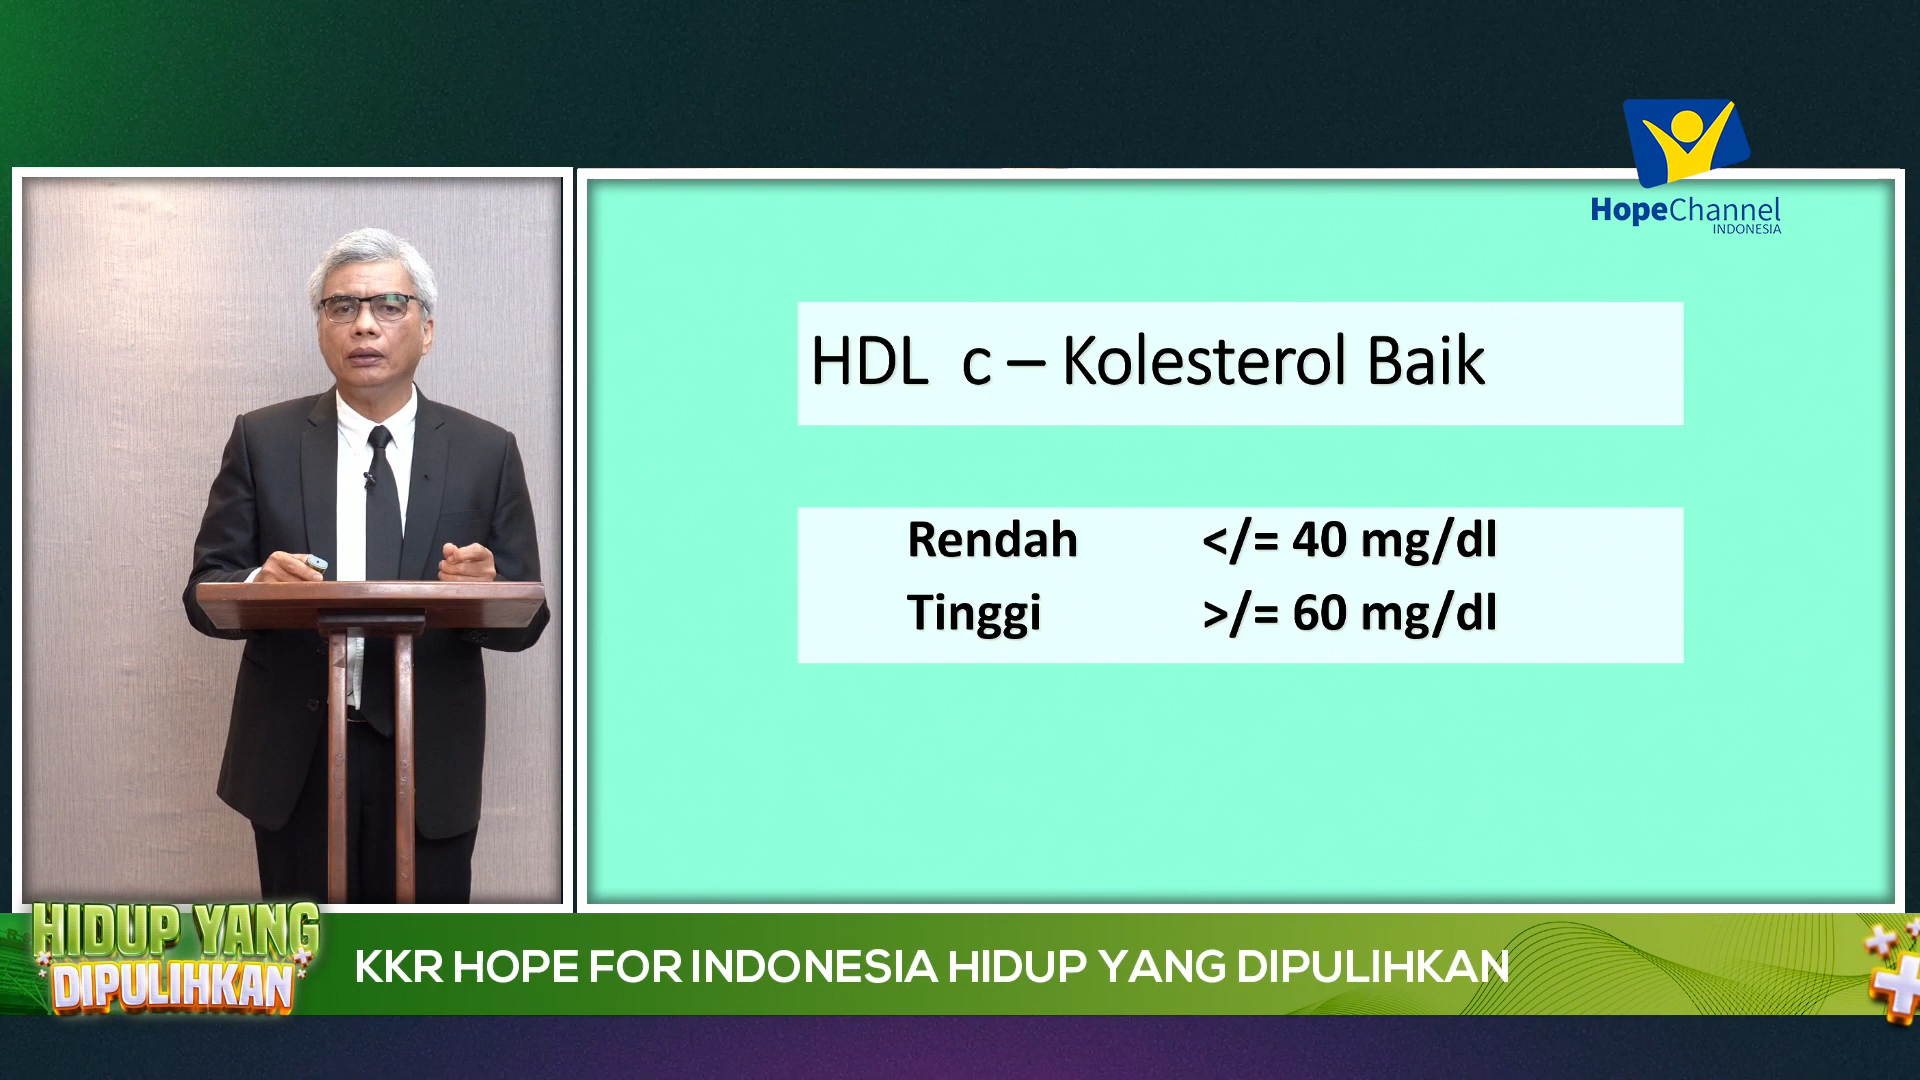 HopeChannel
INDONESIA
HDL c – Kolesterol Baik
Rendah </= 40 mg/dl
Tinggi >/= 60 mg/dl
HIDUP YANG
DIPULIHKAN
KKR HOPE FOR INDONESIA HIDUP YANG DIPULIHKAN